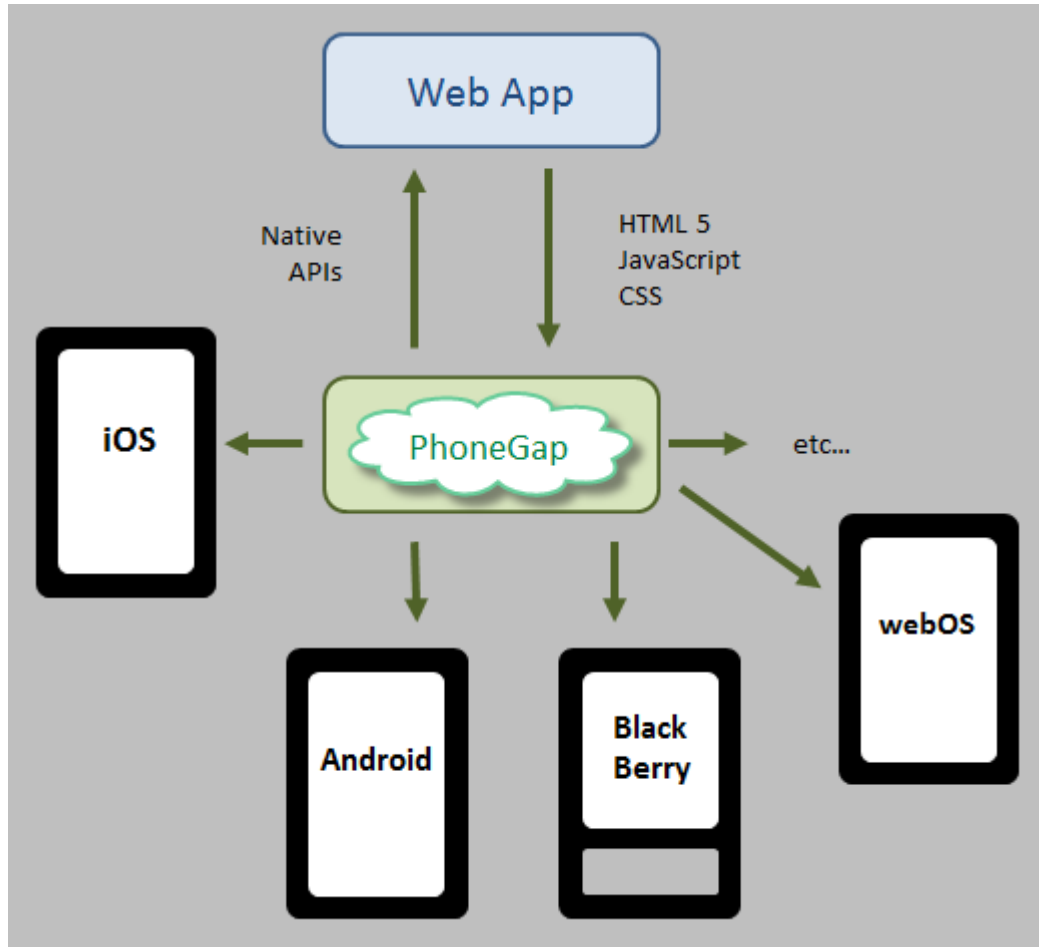 Web App
Native
APIs
HTML 5
JavaScript
CSS
iOS
PhoneGap
etc...
webOS
Android
Black
Berry